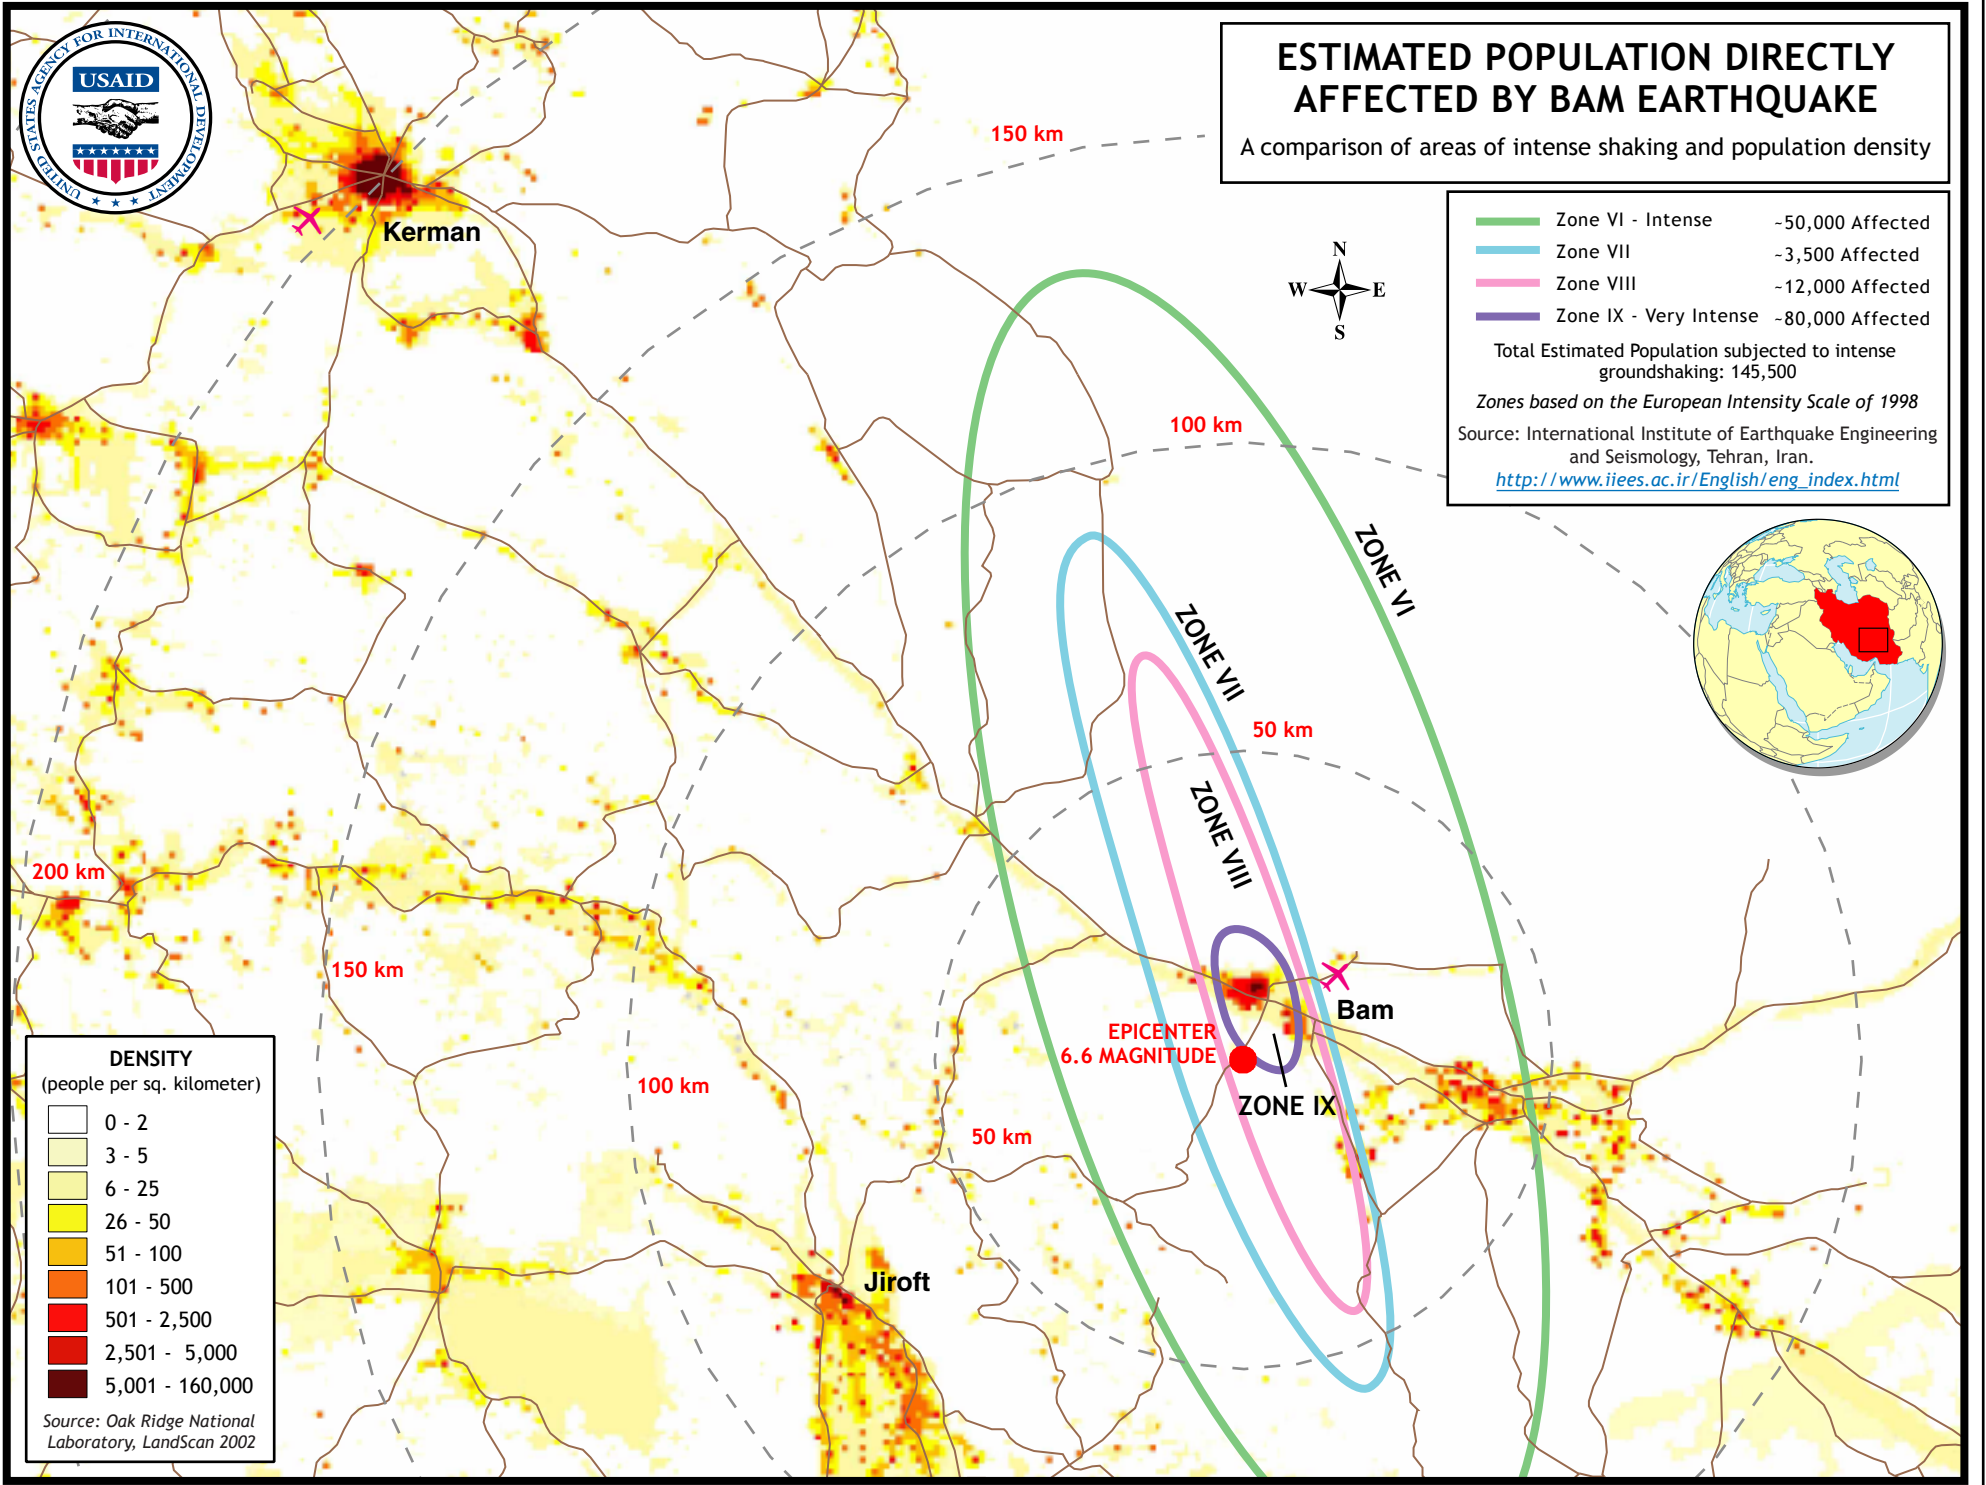 UNITED STATES AGENCY FOR INTERNATIONAL DEVELOPMENT
USAID
ESTIMATED POPULATION DIRECTLY
AFFECTED BY BAM EARTHQUAKE
A comparison of areas of intense shaking and population density
Zone VI - Intense ~50,000 Affected
Zone VII ~3,500 Affected
Zone VIII ~12,000 Affected
Zone IX - Very Intense ~80,000 Affected
Total Estimated Population subjected to intense
groundshaking: 145,500
Zones based on the European Intensity Scale of 1998
Source: International Institute of Earthquake Engineering
and Seismology, Tehran, Iran.
http://www.iiees.ac.ir/English/eng_index.html
N
W E
S
150 km
Kerman
100 km
ZONE VI
ZONE VII
50 km
ZONE VIII
200 km
150 km
Bam
EPICENTER
6.6 MAGNITUDE
100 km
ZONE IX
50 km
Jiroft
DENSITY
(people per sq. kilometer)
0 - 2
3 - 5
6 - 25
26 - 50
51 - 100
101 - 500
501 - 2,500
2,501 - 5,000
5,001 - 160,000
Source: Oak Ridge National
Laboratory, LandScan 2002